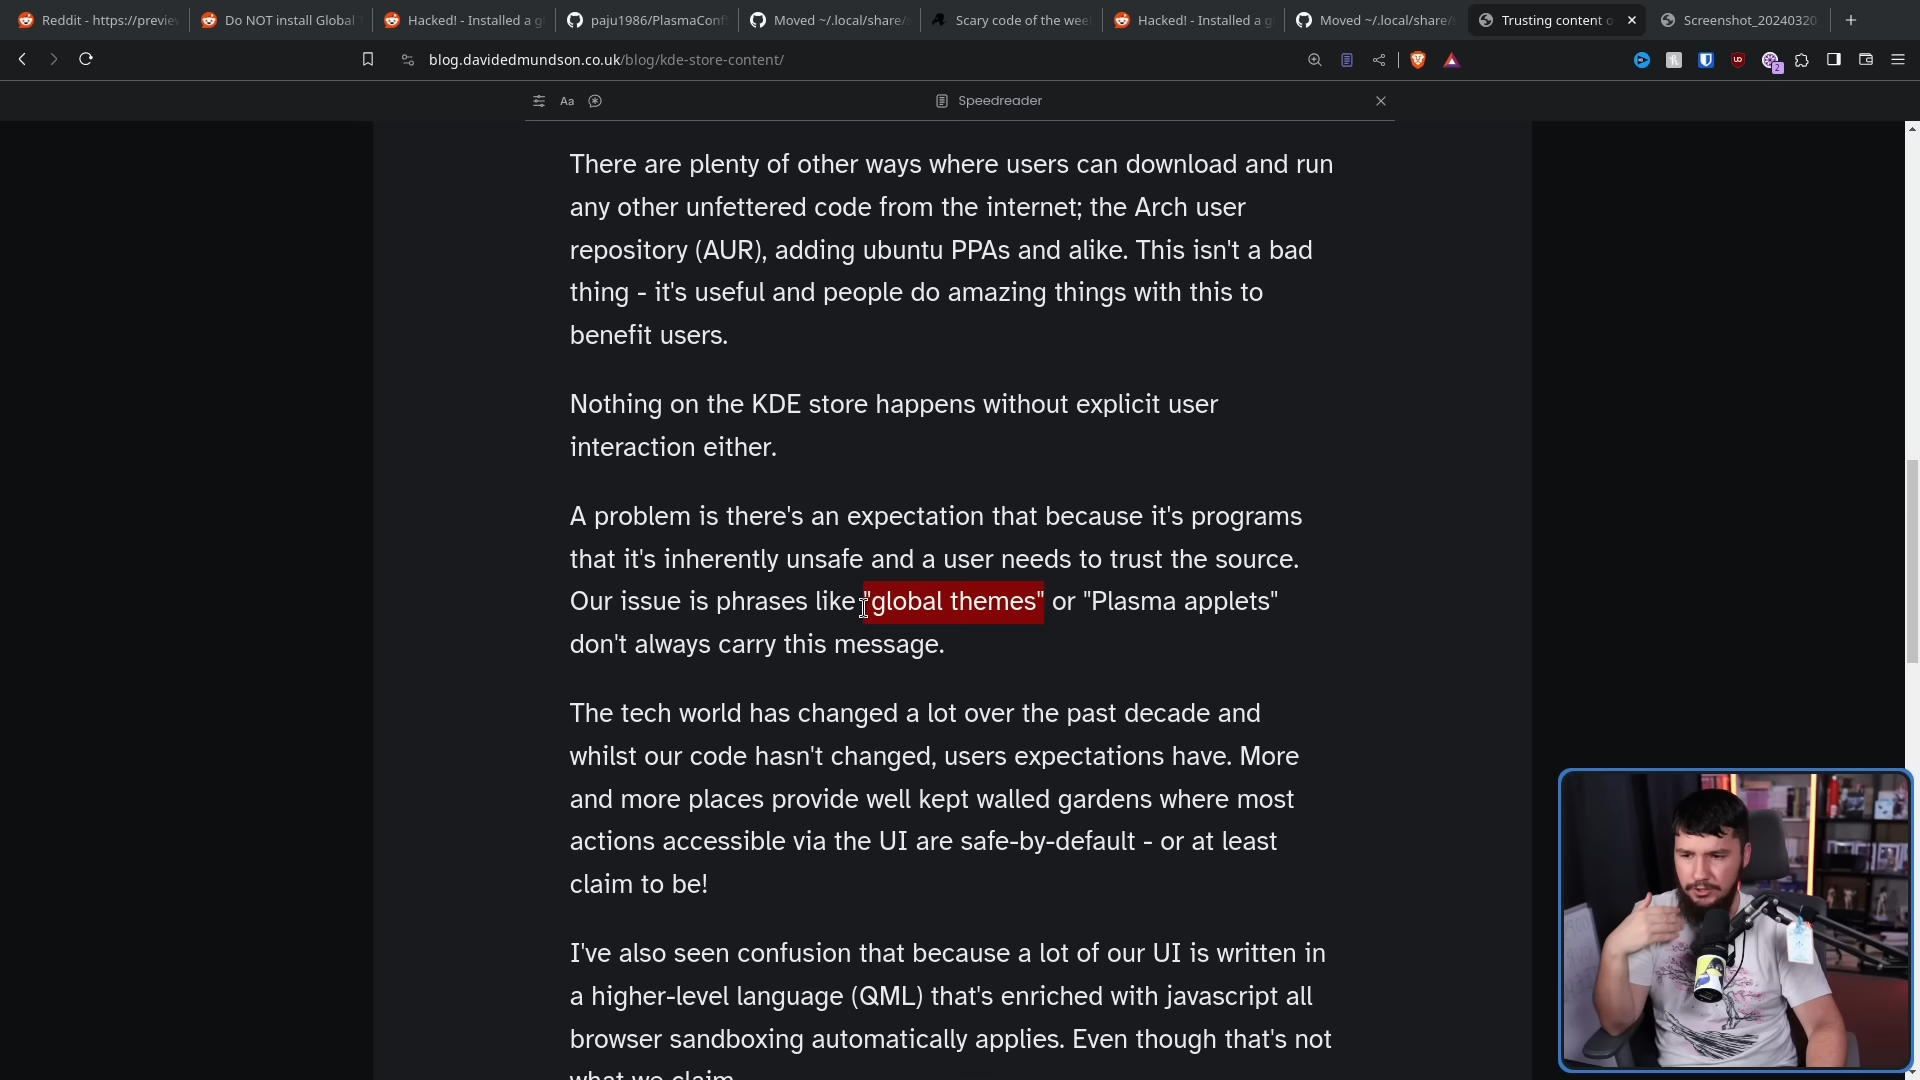 Reddit - https://preview
Do NOT install Global T
Hacked! - Installed a g
paju1986/PlasmaConf
Moved ~/.local/share/
Scary code of the wee
Hacked! - Installed a g
Moved ~/.local/share/
Trusting content o
Screenshot_20240320
blog.davidedmundson.co.uk/blog/kde-store-content/
2
Aa
Speedreader
There are plenty of other ways where users can download and run
any other unfettered code from the internet; the Arch user
repository (AUR), adding ubuntu PPAs and alike. This isn't a bad
thing - it's useful and people do amazing things with this to
benefit users.
Nothing on the KDE store happens without explicit user
interaction either.
A problem is there's an expectation that because it's programs
that it's inherently unsafe and a user needs to trust the source.
Our issue is phrases like "global themes" or "Plasma applets"
don't always carry this message.
The tech world has changed a lot over the past decade and
whilst our code hasn't changed, users expectations have. More
and more places provide well kept walled gardens where most
actions accessible via the UI are safe-by-default - or at least
claim to be!
I've also seen confusion that because a lot of our UI is written in
a higher-level language (QML) that's enriched with javascript all
browser sandboxing automatically applies. Even though that's not
what we claim